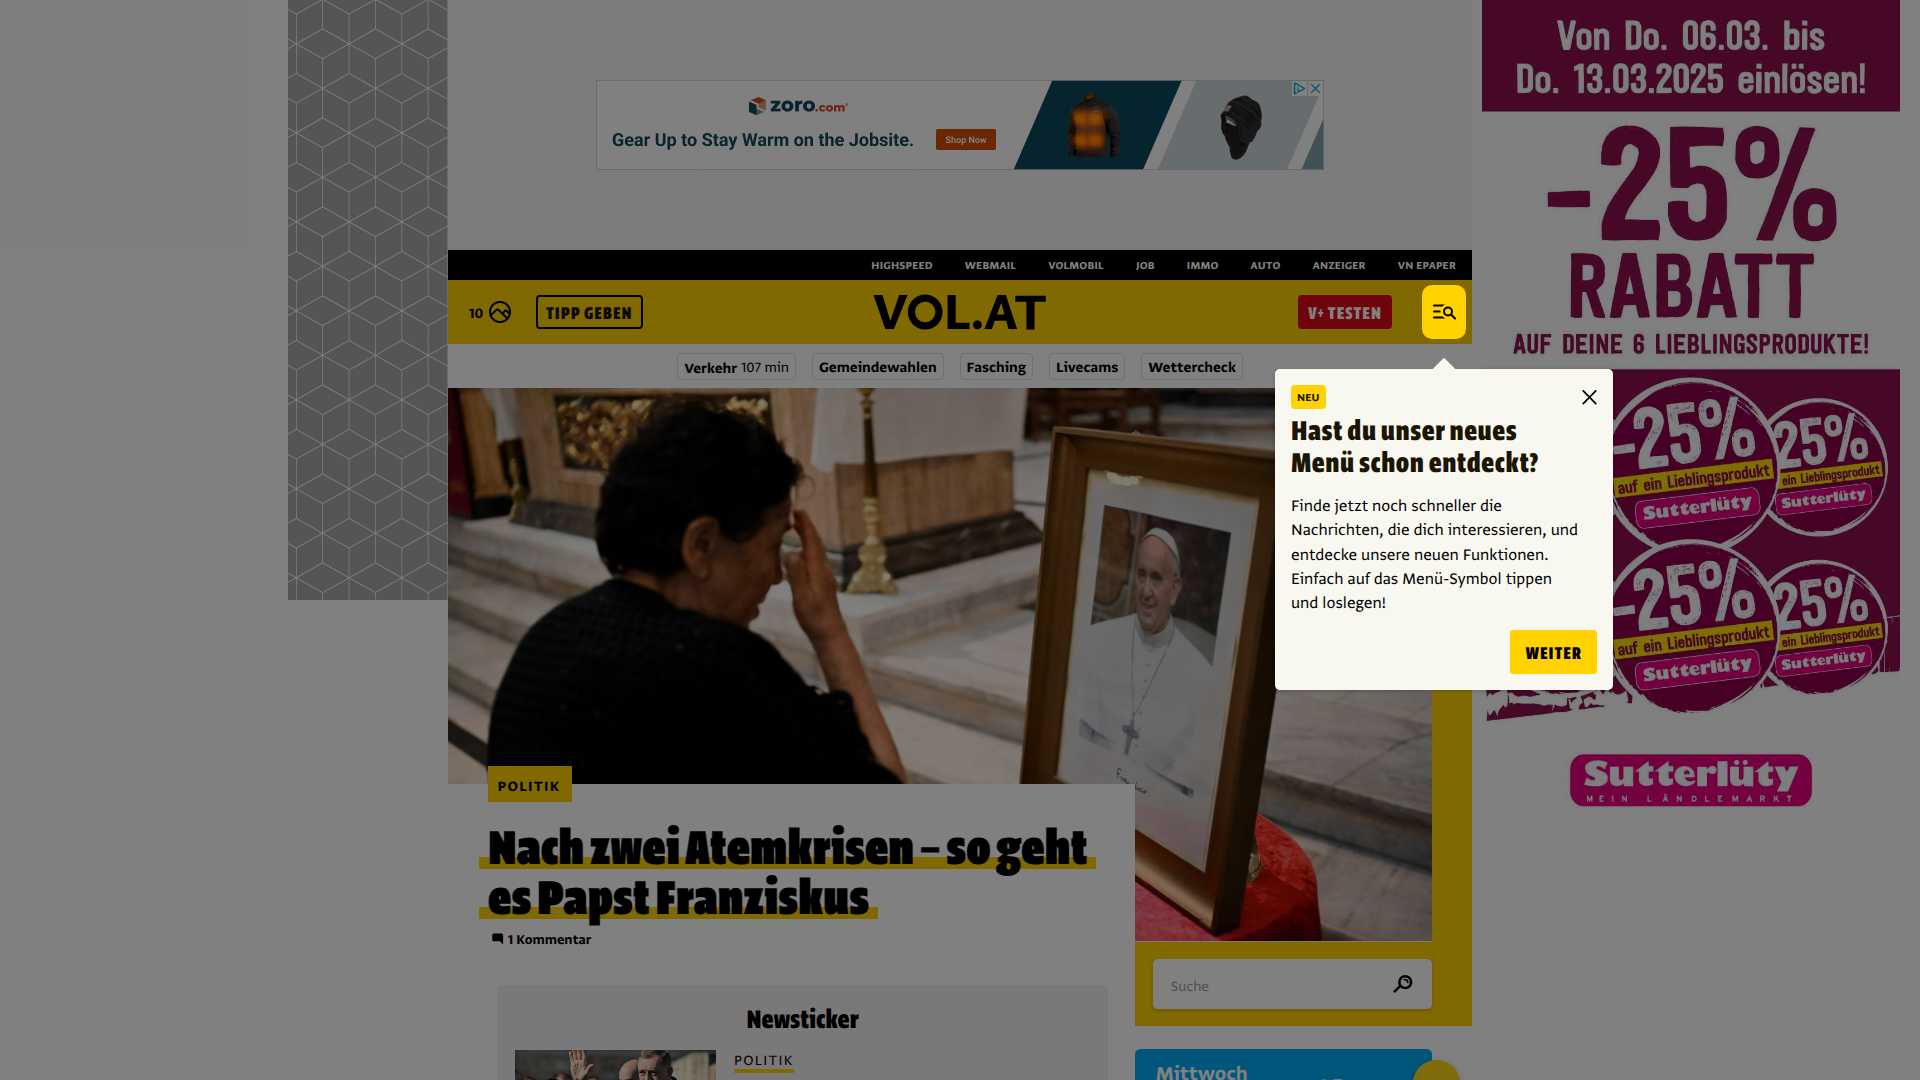 Von Do. 06.03. bis
Do. 13.03.2025 einlösen!
-25%
RABATT
AUF DEINE 6 LIEBLINGSPRODUKTE!
zoro.com
Gear Up to Stay Warm on the Jobsite.
Shop Now
HIGHSPEED WEBMAIL VOLMOBIL JOB IMMO AUTO ANZEIGER VN EPAPER
10
TIPP GEBEN
VOL.AT
V+ TESTEN
Verkehr 107 min
Gemeindewahlen
Fasching
Livecams
Wettercheck
NEU
Hast du unser neues
Menü schon entdeckt?
Finde jetzt noch schneller die
Nachrichten, die dich interessieren, und
entdecke unsere neuen Funktionen.
Einfach auf das Menü-Symbol tippen
und loslegen!
WEITER
-25%
auf ein Lieblingsprodukt
Sutterlüty
25%
ein Lieblingsprodukt
Sutterlüty
-25%
auf ein Lieblingsprodukt
Sutterlüty
25%
ein Lieblingsprodukt
Sutterlüty
Sutterlüty
MEIN LÄNDLEMARKT
POLITIK
Nach zwei Atemkrisen – so geht
es Papst Franziskus
1 Kommentar
Suche
Newsticker
POLITIK
Mittwoch